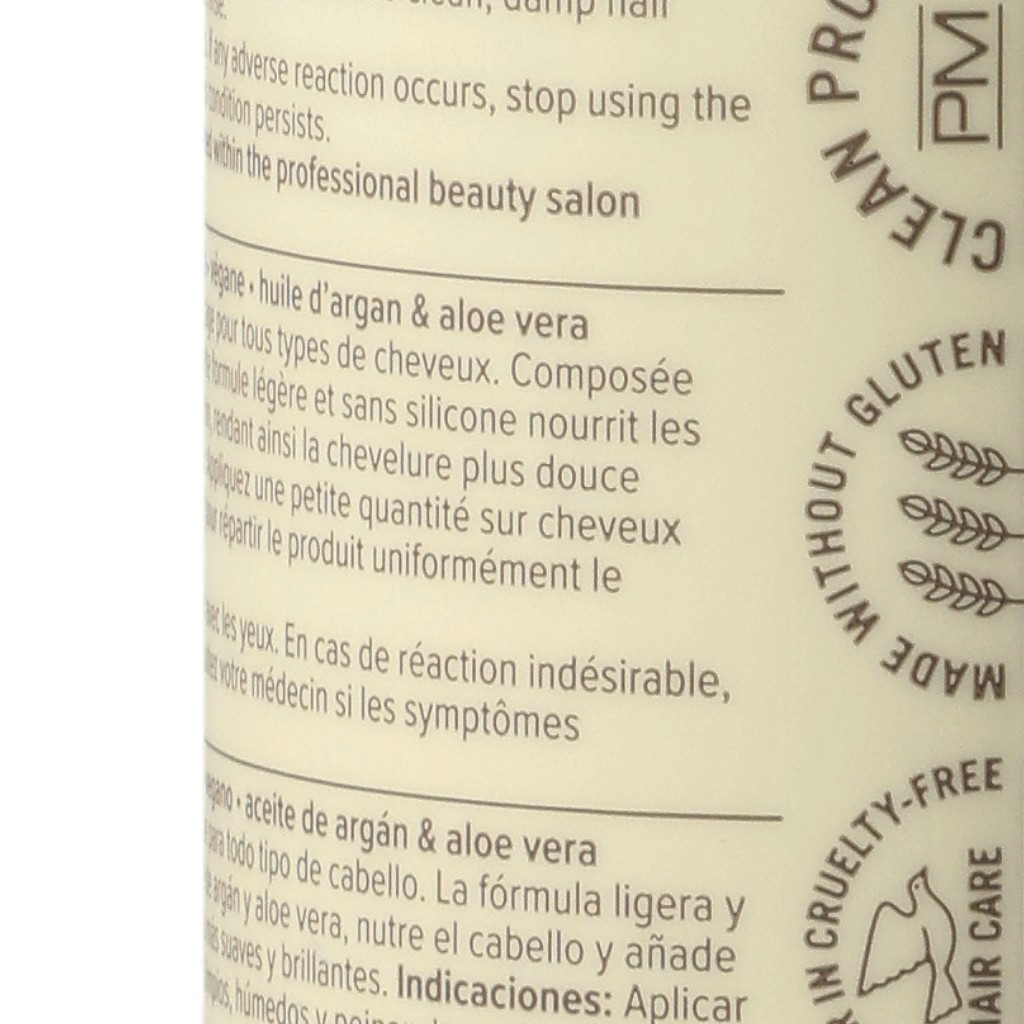 clean, damp hair
any adverse reaction occurs, stop using the
condition persists.
within the professional beauty salon
végane • huile d'argan & aloe vera
pour tous types de cheveux. Composée
formule légère et sans silicone nourrit les
rendant ainsi la chevelure plus douce
Appliquez une petite quantité sur cheveux
répartir le produit uniformément le
les yeux. En cas de réaction indésirable,
votre médecin si les symptômes
• aceite de argán & aloe vera
para todo tipo de cabello. La fórmula ligera y
argán y aloe vera, nutre el cabello y añade
suaves y brillantes. Indicaciones: Aplicar
húmedos y
CLEAN PRO
PM
MADE WITHOUT GLUTEN
IN CRUELTY-FREE
HAIR CARE